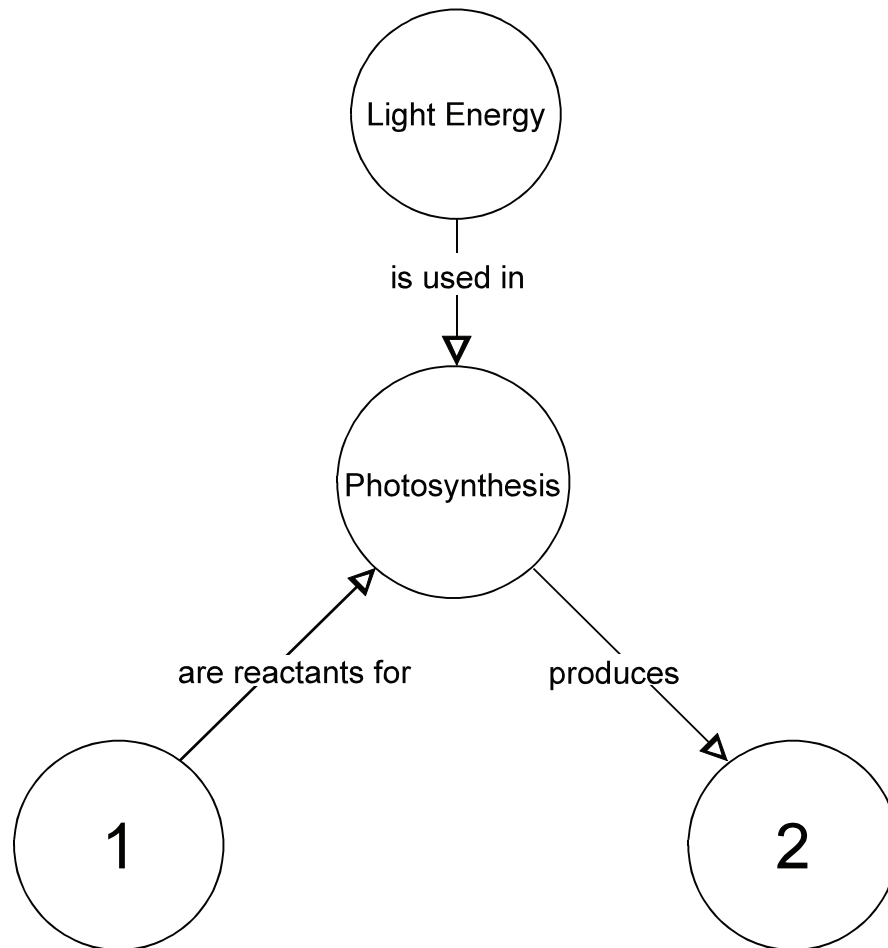 Light Energy
is used in
Photosynthesis
are reactants for
produces
1
2